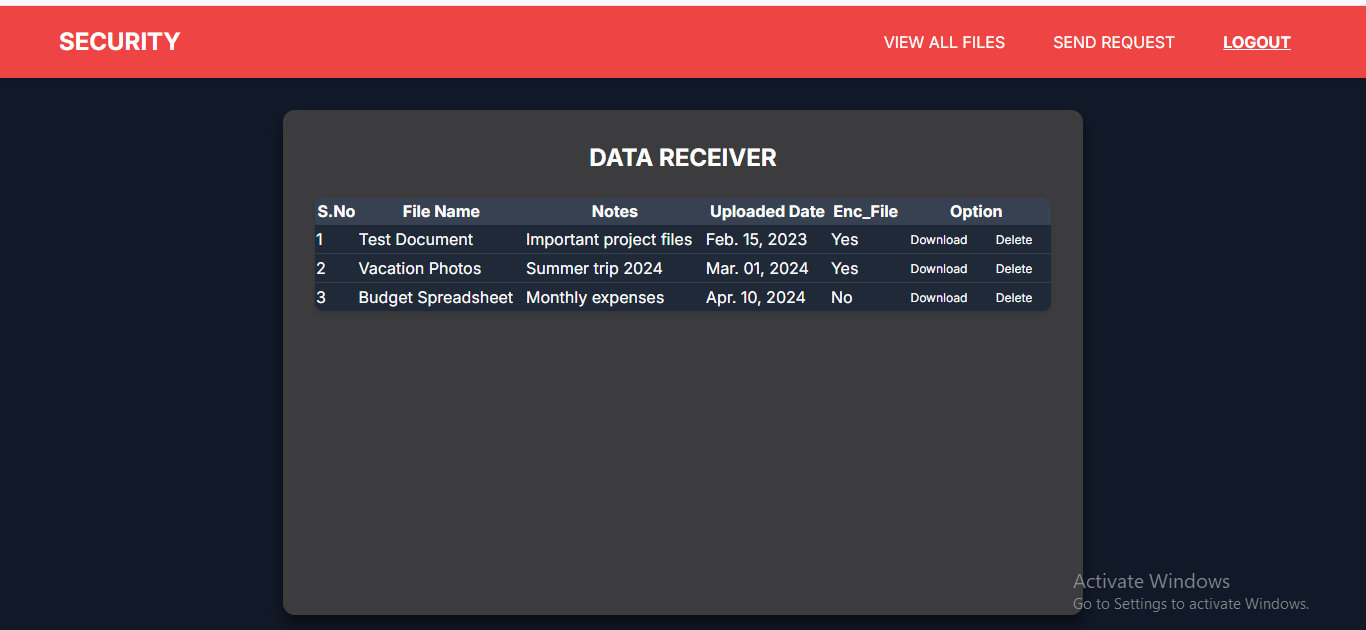 SECURITY VIEW ALL FILES SEND REQUEST LOGOUT
DATA RECEIVER
S.No File Name Notes Uploaded Date Enc_File Option
1 Test Document Important project files Feb. 15, 2023 Yes Download Delete
2 Vacation Photos Summer trip 2024 Mar. 01, 2024 Yes Download Delete
3 Budget Spreadsheet Monthly expenses Apr. 10, 2024 No Download Delete
Activate Windows
Go to Settings to activate Windows.